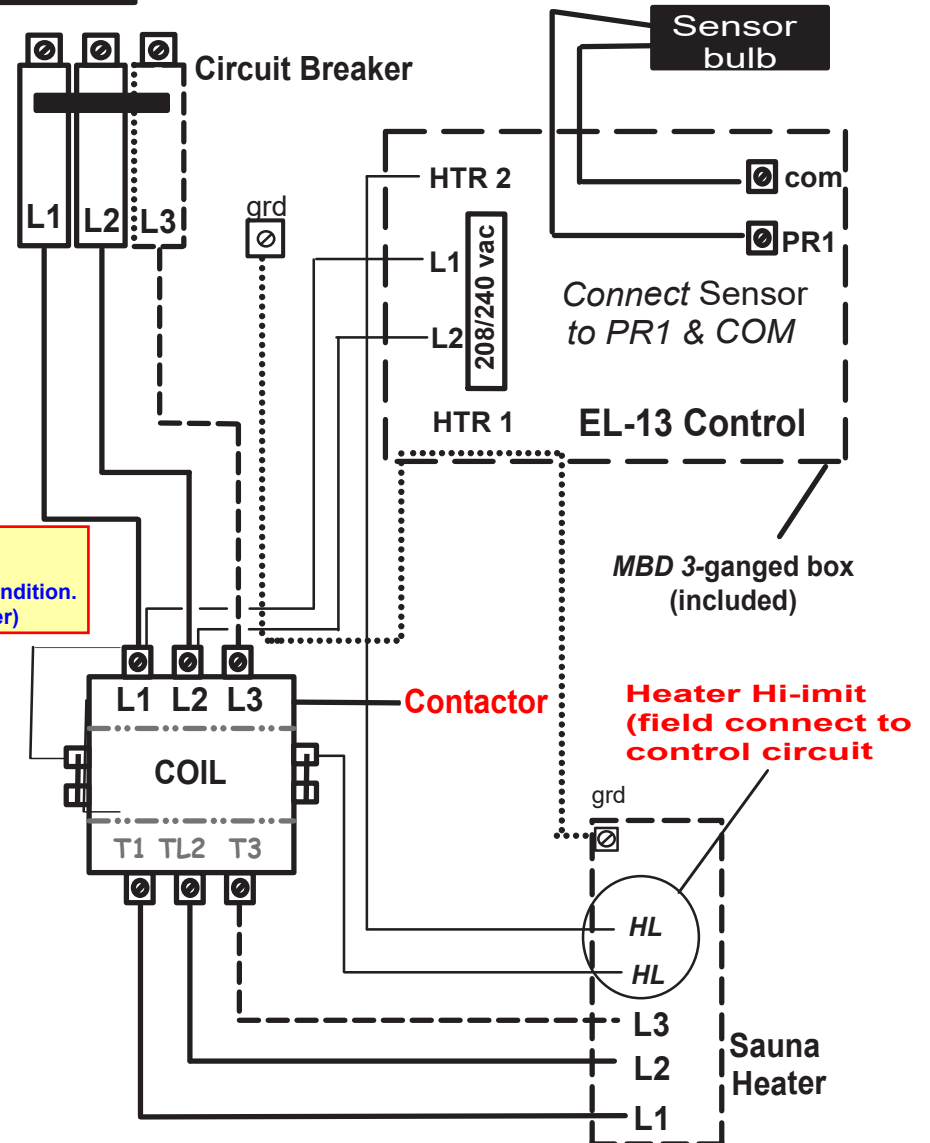 Sensor
bulb
Circuit Breaker
L1 L2 L3
grd
HTR 2
com
L1
PR1
208/240 vac
Connect Sensor
to PR1 & COM
L2
HTR 1
EL-13 Control
MBD 3-ganged box
(included)
L1 L2 L3
Contactor
Heater Hi-imit
(field connect to
control circuit
COIL
T1 TL2 T3
grd
HL
HL
L3
L2
L1
Sauna
Heater